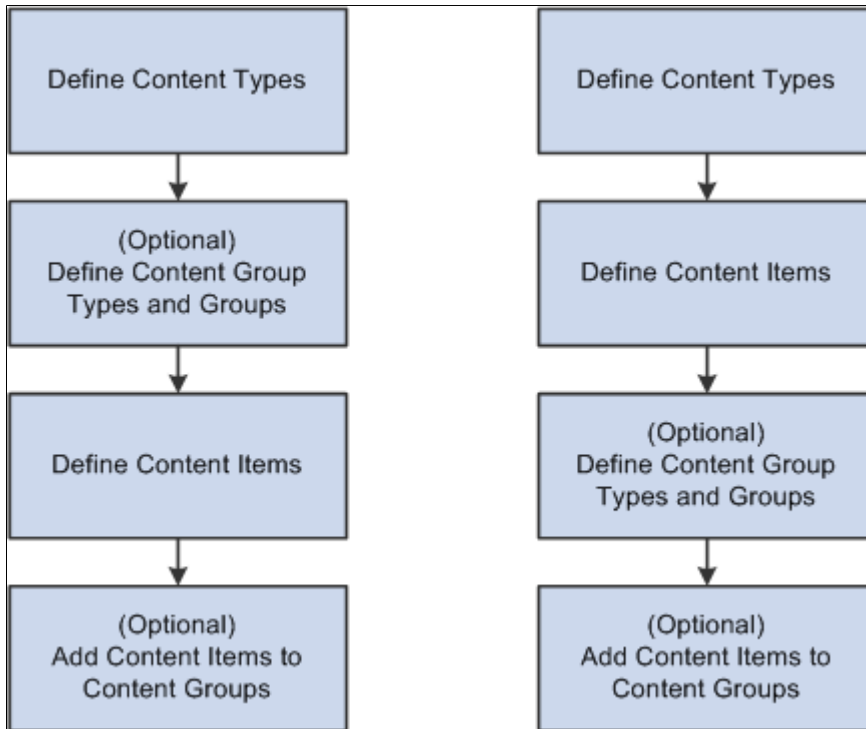 Define Content Types
(Optional)
Define Content Group
Types and Groups
Define Content Items
(Optional)
Add Content Items to
Content Groups
Define Content Types
Define Content Items
(Optional)
Define Content Group
Types and Groups
(Optional)
Add Content Items to
Content Groups